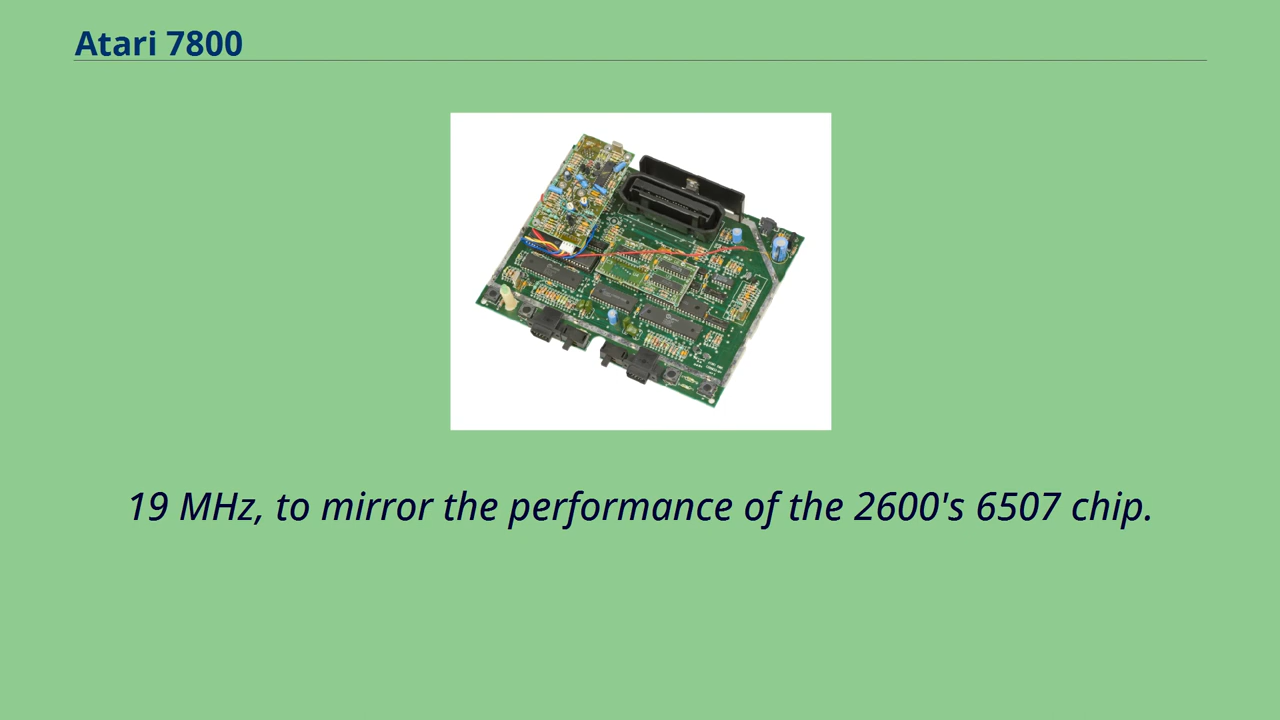 Atari 7800
19 MHz, to mirror the performance of the 2600's 6507 chip.